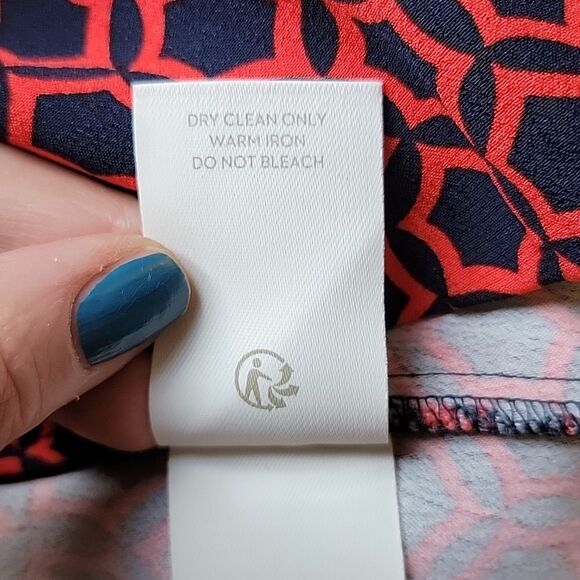 DRY CLEAN ONLY
WARM IRON
DO NOT BLEACH